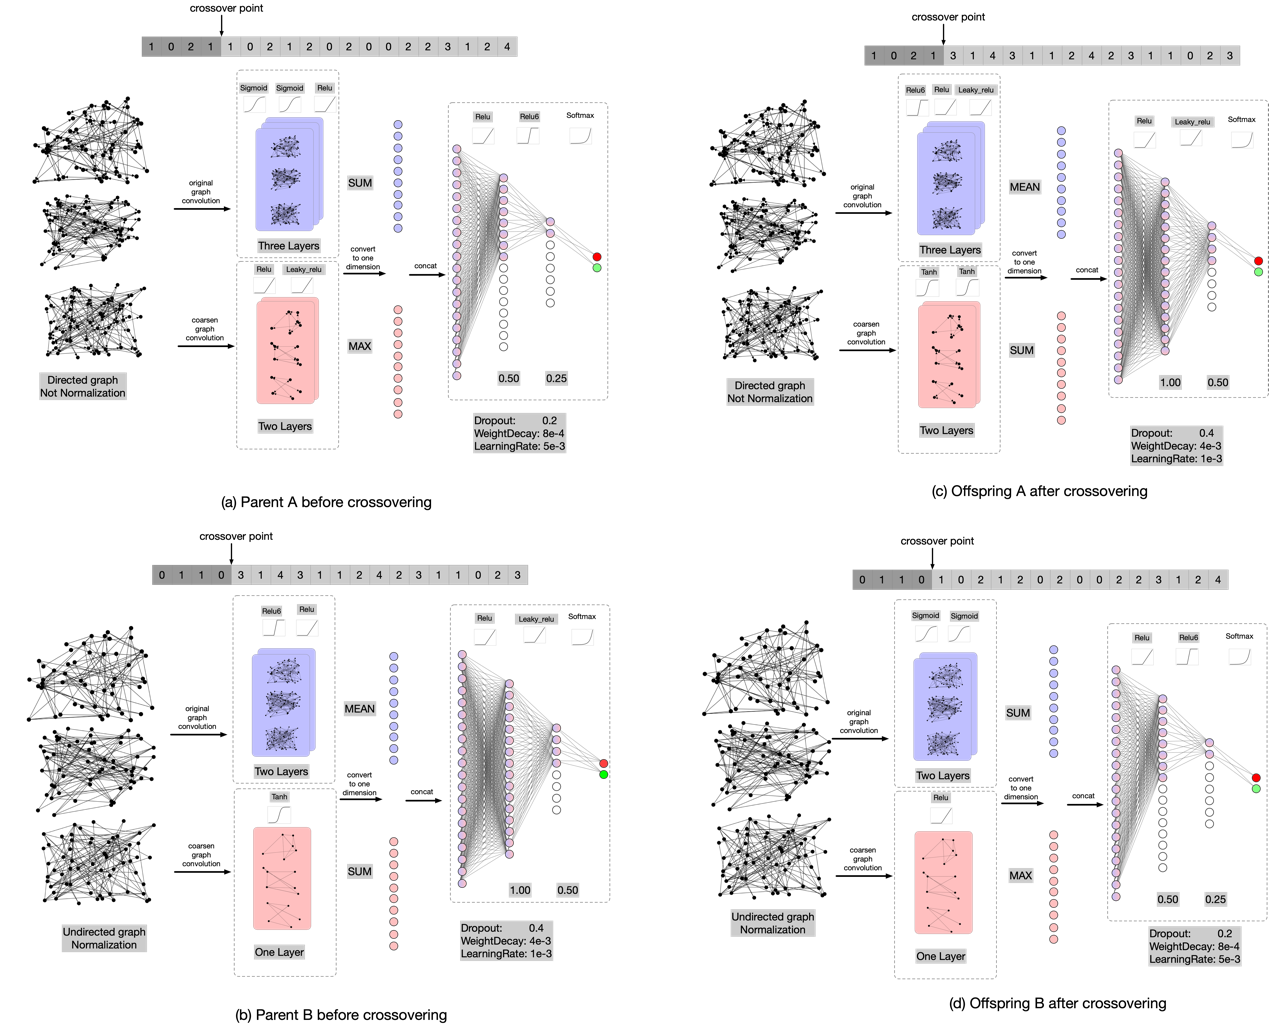 crossover point
1 0 2 1 1 0 2 1 2 0 2 0 0 2 2 3 1 2 4
Sigmoid Sigmoid Relu
Relu Relu6 Softmax
original
graph
convolution
SUM
Three Layers
convert
to one
dimension
concat
Relu Leaky_relu
coarsen
graph
convolution
MAX
Directed graph
Not Normalization
0.50 0.25
Two Layers
Dropout: 0.2
WeightDecay: 8e-4
LearningRate: 5e-3
(a) Parent A before crossovering
crossover point
1 0 2 1 3 1 4 3 1 1 2 4 2 3 1 1 0 2 3
Relu6 Relu Leaky_relu
Relu Leaky_relu Softmax
original
graph
convolution
MEAN
Three Layers
convert
to one
dimension
concat
Tanh Tanh
coarsen
graph
convolution
SUM
Directed graph
Not Normalization
1.00 0.50
Two Layers
Dropout: 0.4
WeightDecay: 4e-3
LearningRate: 1e-3
(c) Offspring A after crossovering
crossover point
0 1 1 0 3 1 4 3 1 1 2 4 2 3 1 1 0 2 3
Relu6 Relu
Relu Leaky_relu Softmax
original
graph
convolution
MEAN
Two Layers
convert
to one
dimension
concat
Tanh
coarsen
graph
convolution
SUM
1.00 0.50
Undirected graph
Normalization
One Layer
Dropout: 0.4
WeightDecay: 4e-3
LearningRate: 1e-3
(b) Parent B before crossovering
crossover point
0 1 1 0 1 0 2 1 2 0 2 0 0 2 2 3 1 2 4
Sigmoid Sigmoid
Relu Relu6 Softmax
original
graph
convolution
SUM
Two Layers
convert
to one
dimension
concat
Relu
coarsen
graph
convolution
MAX
0.50 0.25
Undirected graph
Normalization
One Layer
Dropout: 0.2
WeightDecay: 8e-4
LearningRate: 5e-3
(d) Offspring B after crossovering